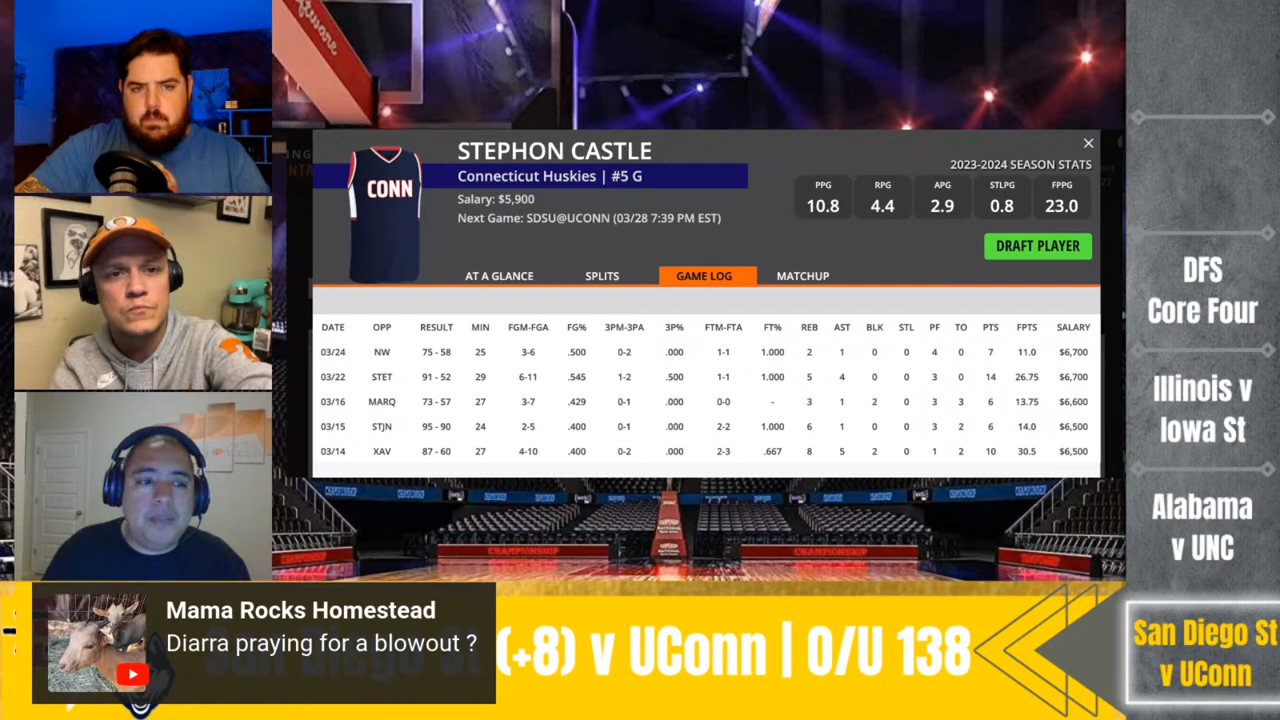 STEPHON CASTLE
Connecticut Huskies | #5 G
Salary: $5,900
Next Game: SDSU@UCONN (03/28 7:39 PM EST)
CONN
2023-2024 SEASON STATS
PPG RPG APG STLPG FPPG
10.8 4.4 2.9 0.8 23.0
DRAFT PLAYER
AT A GLANCE SPLITS GAME LOG MATCHUP
DATE OPP RESULT MIN FGM-FGA FG% 3PM-3PA 3P% FTM-FTA FT% REB AST BLK STL PF TO PTS FPTS SALARY
03/24 NW 75 - 58 25 3-6 .500 0-2 .000 1-1 1.000 2 1 0 0 4 0 7 11.0 $6,700
03/22 STET 91 - 52 29 6-11 .545 1-2 .500 1-1 1.000 5 4 0 0 3 0 14 26.75 $6,700
03/16 MARQ 73 - 57 27 3-7 .429 0-1 .000 0-0 - 3 1 2 0 3 3 6 13.75 $6,600
03/15 STJN 95 - 90 24 2-5 .400 0-1 .000 2-2 1.000 6 1 0 0 3 2 6 14.0 $6,500
03/14 XAV 87 - 60 27 4-10 .400 0-2 .000 2-3 .667 8 5 2 0 1 2 10 30.5 $6,500
CHAMPIONSHIP
CHAMPIONSHIP
DFS
Core Four
Illinois v
Iowa St
Alabama
v UNC
San Diego St
v UConn
Mama Rocks Homestead
Diarra praying for a blowout ?
San Diego St (+8) v UConn | O/U 138